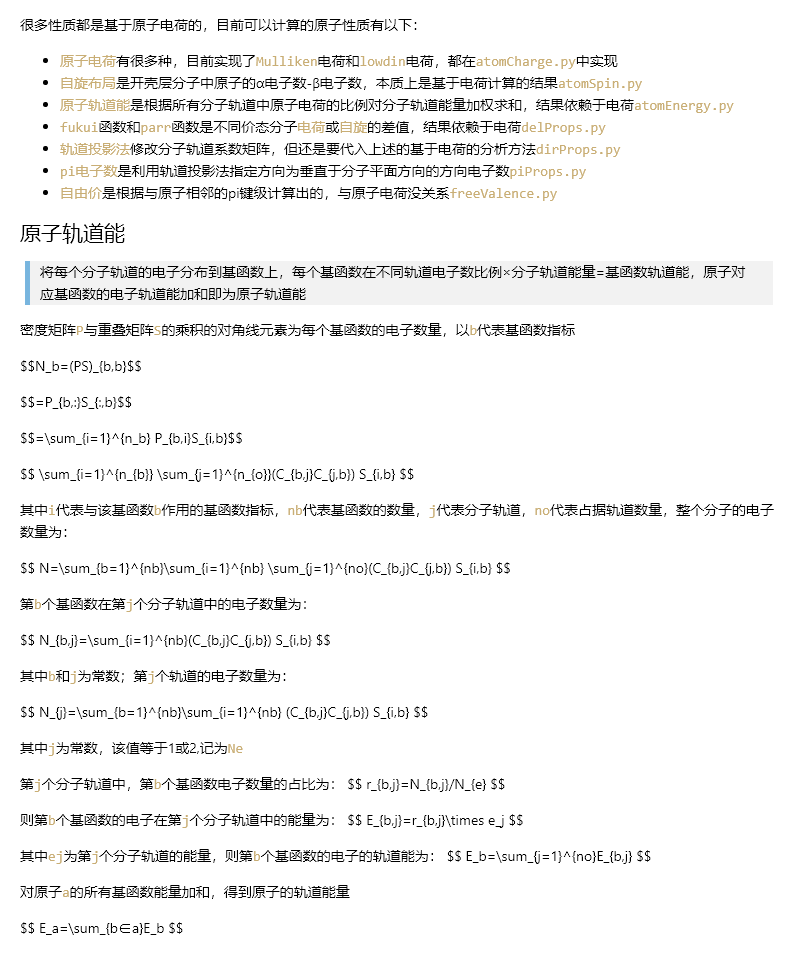 很多性质都是基于原子电荷的，目前可以计算的原子性质有以下：
• 原子电荷有很多种，目前实现了Mulliken电荷和lowdin电荷，都在atomCharge.py中实现
• 自旋布局是开壳层分子中原子的α电子数-β电子数，本质上是基于电荷计算的结果atomSpin.py
• 原子轨道能是根据所有分子轨道中原子电荷的比例对分子轨道能量加权求和，结果依赖于电荷atomEnergy.py
• fukui函数和parr函数是不同价态分子电荷或自旋的差值，结果依赖于电荷delProps.py
• 轨道投影法修改分子轨道系数矩阵，但还是要代入上述的基于电荷的分析方法dirProps.py
• pi电子数是利用轨道投影法指定方向为垂直于分子平面方向的方向电子数piProps.py
• 自由价是根据与原子相邻的pi键级计算出的，与原子电荷没关系freeValence.py
原子轨道能
将每个分子轨道的电子分布到基函数上，每个基函数在不同轨道电子数比例×分子轨道能量=基函数轨道能，原子对
应基函数的电子轨道能加和即为原子轨道能
密度矩阵P与重叠矩阵S的乘积的对角线元素为每个基函数的电子数量，以b代表基函数指标
$$N_b=(PS)_{b,b}$$
$$=P_{b,:}S_{:,b}$$
$$=\sum_{i=1}^{n_b} P_{b,i}S_{i,b}$$
$$ \sum_{i=1}^{n_{b}} \sum_{j=1}^{n_{o}}(C_{b,j}C_{j,b}) S_{i,b} $$
其中i代表与该基函数b作用的基函数指标，nb代表基函数的数量，j代表分子轨道，no代表占据轨道数量，整个分子的电子
数量为：
$$ N=\sum_{b=1}^{nb}\sum_{i=1}^{nb} \sum_{j=1}^{no}(C_{b,j}C_{j,b}) S_{i,b} $$
第b个基函数在第j个分子轨道中的电子数量为：
$$ N_{b,j}=\sum_{i=1}^{nb}(C_{b,j}C_{j,b}) S_{i,b} $$
其中b和j为常数；第j个轨道的电子数量为：
$$ N_{j}=\sum_{b=1}^{nb}\sum_{i=1}^{nb} (C_{b,j}C_{j,b}) S_{i,b} $$
其中j为常数，该值等于1或2,记为Ne
第j个分子轨道中，第b个基函数电子数量的占比为： $$ r_{b,j}=N_{b,j}/N_{e} $$
则第b个基函数的电子在第j个分子轨道中的能量为： $$ E_{b,j}=r_{b,j}\times e_j $$
其中ej为第j个分子轨道的能量，则第b个基函数的电子的轨道能为： $$ E_b=\sum_{j=1}^{no}E_{b,j} $$
对原子a的所有基函数能量加和，得到原子的轨道能量
$$ E_a=\sum_{b∈a}E_b $$